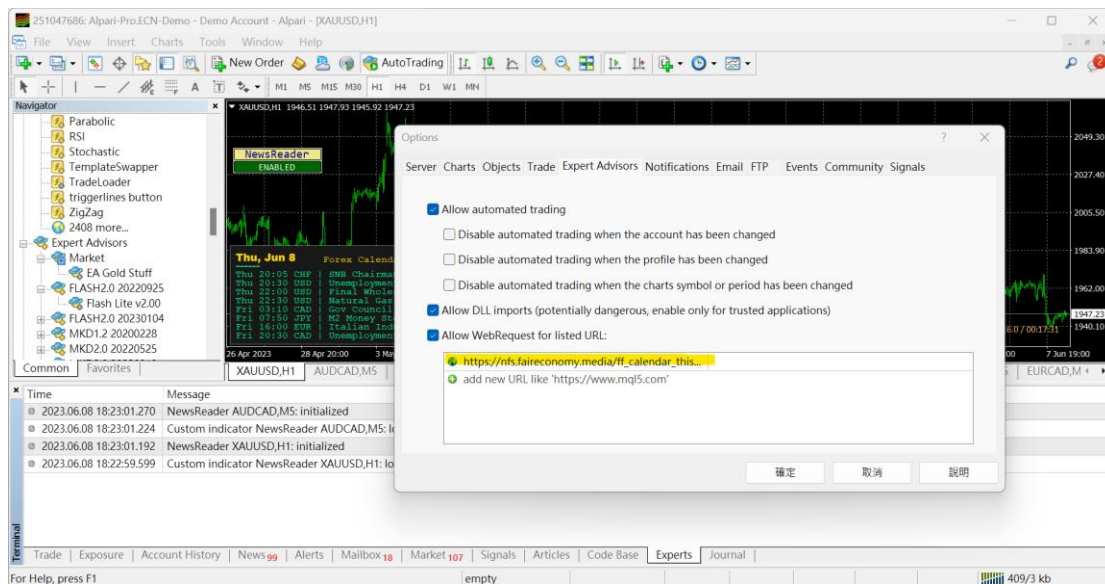 251047686: Alpari-Pro.ECN-Demo - Demo Account - Alpari - [XAUUSD,H1]
File View Insert Charts Tools Window Help
New Order AutoTrading
A T M1 M5 M15 M30 H1 H4 D1 W1 MN
Navigator
Parabolic
RSI
Stochastic
TemplateSwapper
TradeLoader
triggerlines button
ZigZag
2408 more...
Expert Advisors
Market
EA Gold Stuff
FLASH2.0 20220925
Flash Lite v2.00
FLASH2.0 20230104
MKD1.2 20200228
MKD2.0 20220525
Common Favorites
XAUUSD,H1 1946.51 1947.93 1945.92 1947.23
NewsReader
ENABLED
Thu, Jun 8 Forex Calend
Thu 20:05 CHF | SNB Chairma
Thu 20:30 USD | Unemploymen
Thu 22:00 USD | Final Whole
Thu 22:30 USD | Natural Gas
Fri 03:10 CAD | Gov Council
Fri 07:50 JPY | M2 Money St
Fri 16:00 EUR | Italian Ind
Fri 20:30 CAD | Unemploymen
26 Apr 2023 28 Apr 20:00 3 Ma
7 Jun 19:00
2049.30
2027.40
2005.50
1983.90
1962.00
1947.23
1940.10
6.0 / 00:17:31
XAUUSD,H1 AUDCAD,M5 EURCAD,M
Options
Server Charts Objects Trade Expert Advisors Notifications Email FTP Events Community Signals
Allow automated trading
Disable automated trading when the account has been changed
Disable automated trading when the profile has been changed
Disable automated trading when the charts symbol or period has been changed
Allow DLL imports (potentially dangerous, enable only for trusted applications)
Allow WebRequest for listed URL:
https://nfs.faireconomy.media/ff_calendar_this...
add new URL like 'https://www.mql5.com'
確定 取消 說明
Time Message
2023.06.08 18:23:01.270 NewsReader AUDCAD,M5: initialized
2023.06.08 18:23:01.224 Custom indicator NewsReader AUDCAD,M5: l
2023.06.08 18:23:01.192 NewsReader XAUUSD,H1: initialized
2023.06.08 18:22:59.599 Custom indicator NewsReader XAUUSD,H1: lo
Terminal
Trade Exposure Account History News 99 Alerts Mailbox 18 Market 107 Signals Articles Code Base Experts Journal
For Help, press F1 empty 409/3 kb